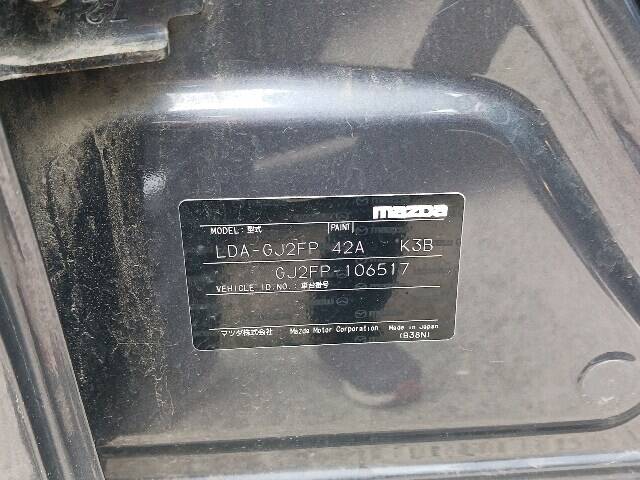 mazda
MODEL: 型式 PAINT
LDA-GJ2FP 42A K3B
GJ2FP-106517
VEHICLE ID.NO.: 車台番号
マツダ株式会社 Mazda Motor Corporation Made in Japan
(B38N)